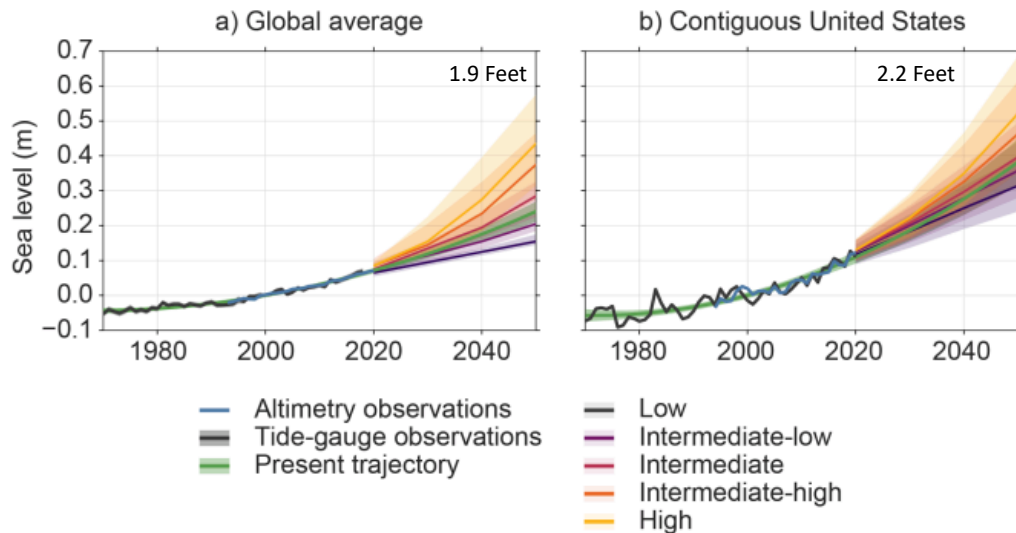 a) Global average
b) Contiguous United States
0.7
0.6
0.5
0.4
0.3
0.2
0.1
0.0
−0.1
Sea level (m)
1.9 Feet
2.2 Feet
1980 2000 2020 2040
1980 2000 2020 2040
Altimetry observations
Tide-gauge observations
Present trajectory
Low
Intermediate-low
Intermediate
Intermediate-high
High